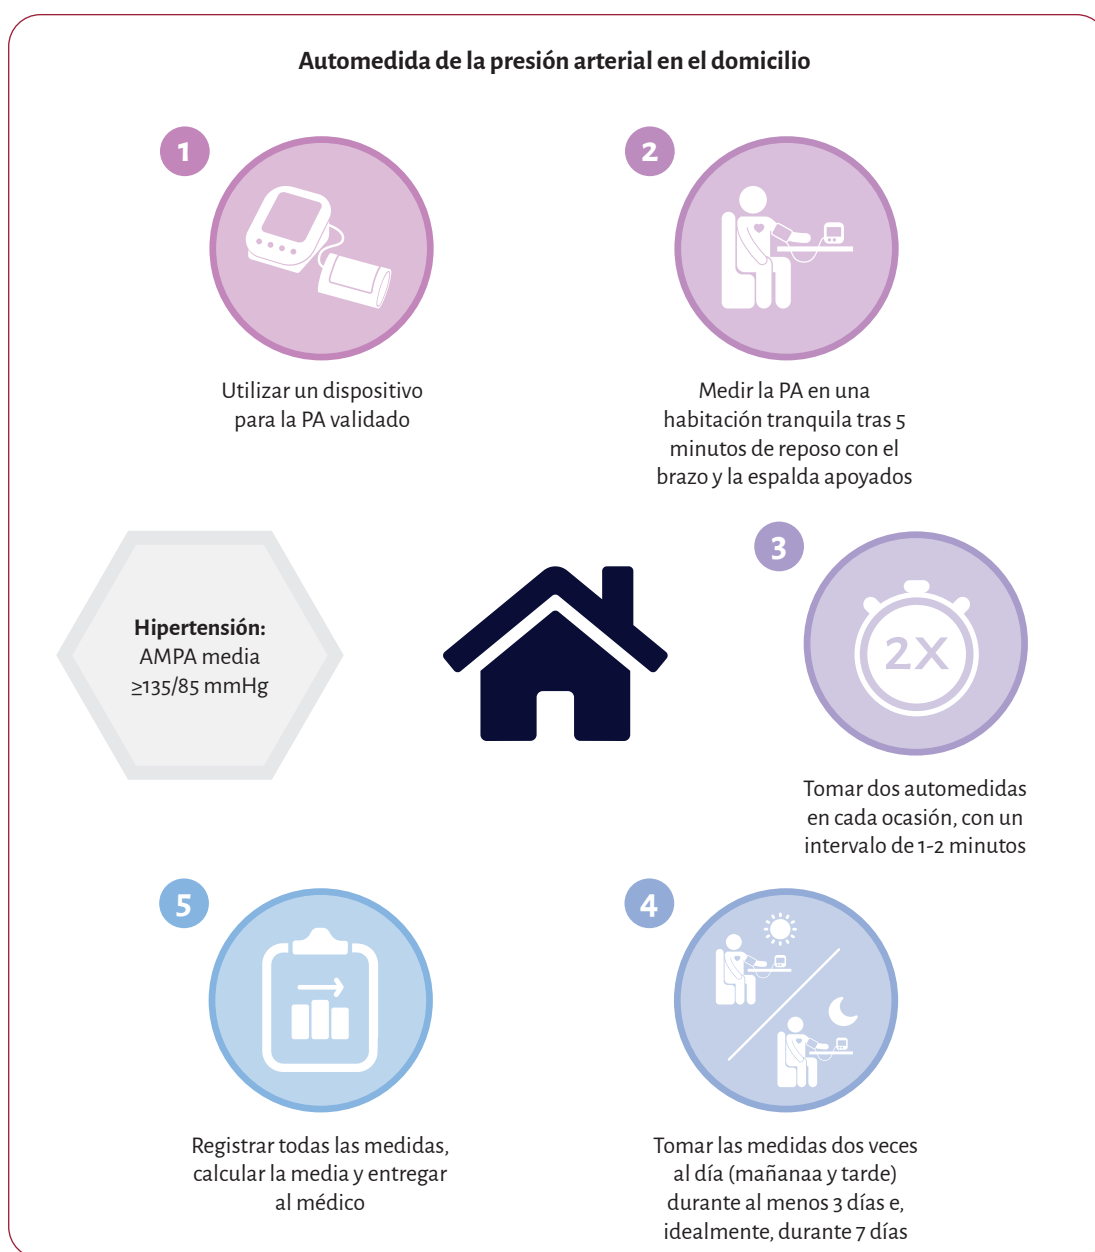 Automedida de la presión arterial en el domicilio
1
Utilizar un dispositivo
para la PA validado
2
Medir la PA en una
habitación tranquila tras 5
minutos de reposo con el
brazo y la espalda apoyados
3
2X
Tomar dos automedidas
en cada ocasión, con un
intervalo de 1-2 minutos
4
Tomar las medidas dos veces
al día (mañanaa y tarde)
durante al menos 3 días e,
idealmente, durante 7 días
5
Registrar todas las medidas,
calcular la media y entregar
al médico
Hipertensión:
AMPA media
≥135/85 mmHg